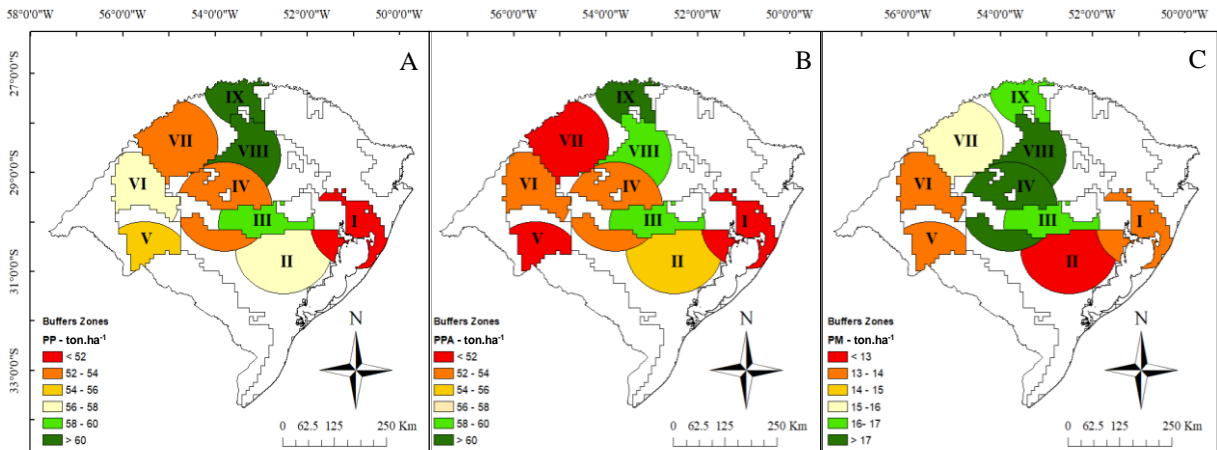 58°0'0"W 56°0'0"W 54°0'0"W 52°0'0"W 50°0'0"W
54°0'0"W 52°0'0"W 50°0'0"W
56°0'0"W 54°0'0"W 52°0'0"W 50°0'0"W
27°0'0"S
29°0'0"S
31°0'0"S
33°0'0"S
A
IX
VII
VIII
VI
IV
III
I
V
II
Buffers Zones
PP - ton.ha-1
< 52
52 - 54
54 - 56
56 - 58
58 - 60
> 60
N
0 62.5 125 250 Km
B
IX
VII
VIII
VI
IV
III
I
V
II
Buffers Zones
PPA - ton.ha-1
< 52
52 - 54
54 - 56
56 - 58
58 - 60
> 60
N
0 62.5 125 250 Km
C
IX
VII
VIII
VI
IV
III
I
V
II
Buffers Zones
PM - ton.ha-1
< 13
13 - 14
14 - 15
15 -16
16- 17
> 17
N
0 62.5 125 250 Km